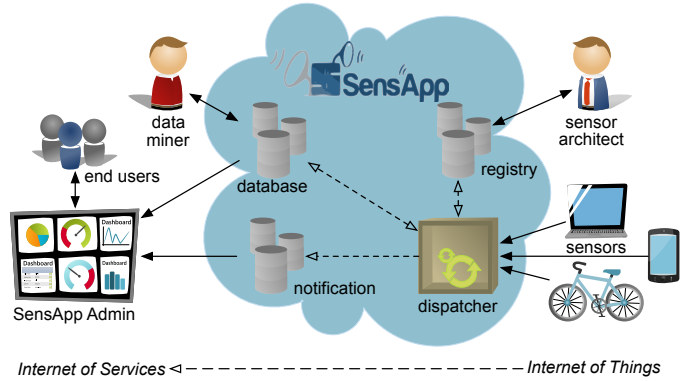 SensApp
data
miner
sensor
architect
end users
database
registry
Dashboard
Dashboard
Dashboard
sensors
notification
dispatcher
SensApp Admin
Internet of Services
Internet of Things